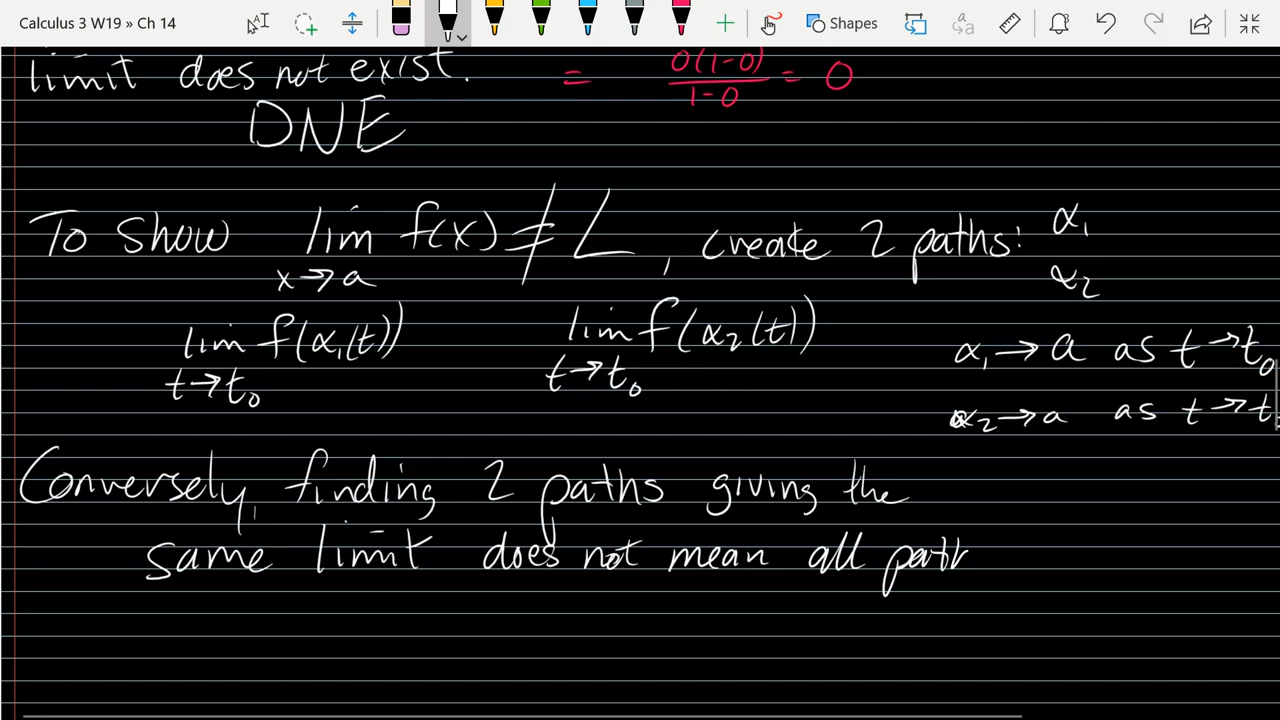 Calculus 3 W19 » Ch 14
Shapes
limit does not exist.
= 0(1-0)/1-0 = 0
DNE
To show lim x→a f(x) ≠ L, create 2 paths: α₁
α₂
lim t→t₀ f(α₁(t)) lim t→t₀ f(α₂(t))
α₁→a as t→t₀
α₂→a as t→t
Conversely, finding 2 paths giving the
same limit does not mean all path